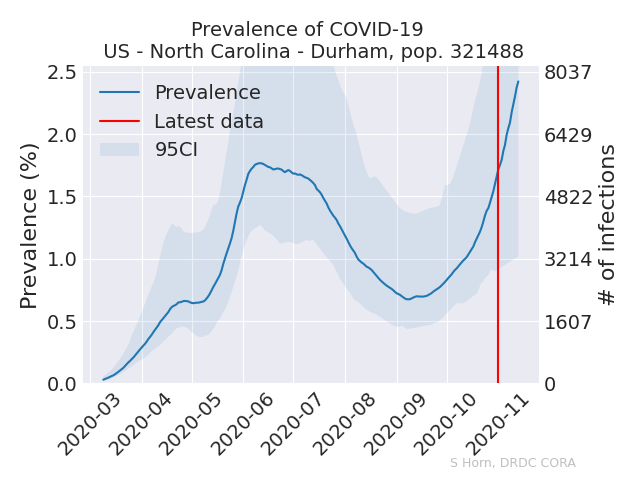 Prevalence of COVID-19
US - North Carolina - Durham, pop. 321488
2.5
2.0
1.5
1.0
0.5
0.0
Prevalence (%)
Prevalence
Latest data
95CI
8037
6429
4822
3214
1607
0
# of infections
2020-03
2020-04
2020-05
2020-06
2020-07
2020-08
2020-09
2020-10
2020-11
S Horn, DRDC CORA